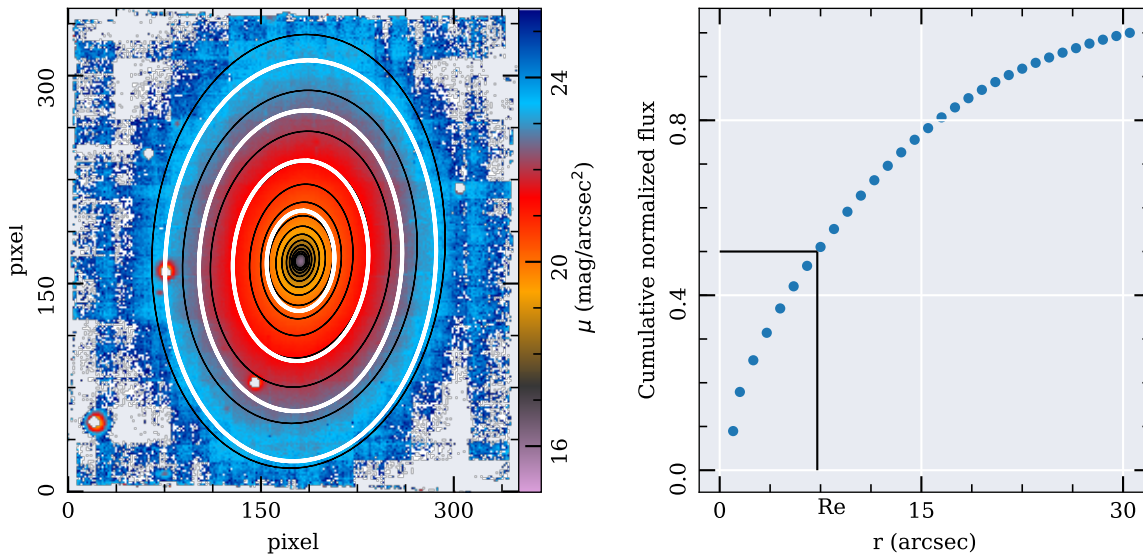 300
150
0
pixel
0
150
300
pixel
24
20
16
μ (mag/arcsec²)
0.8
0.4
0.0
Cumulative normalized flux
0
Re
15
30
r (arcsec)